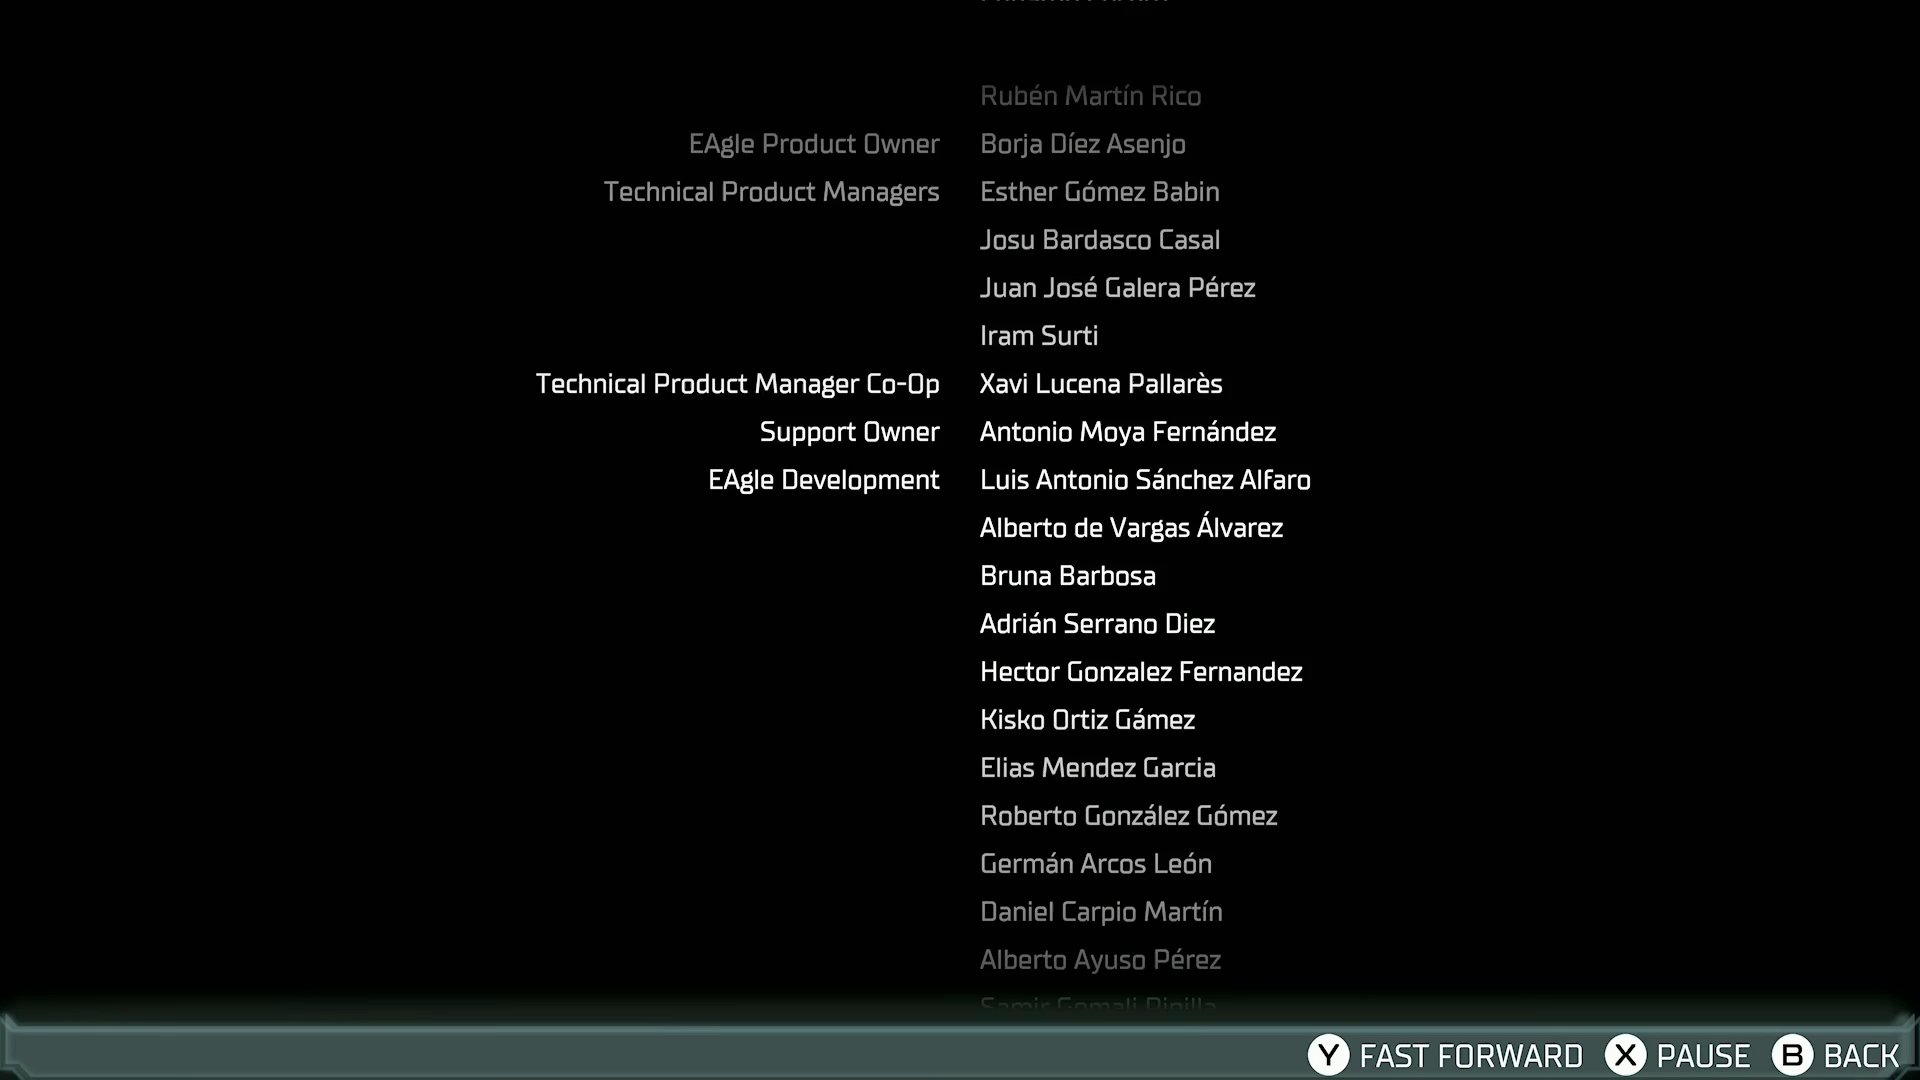 Rubén Martín Rico
EAgle Product Owner Borja Díez Asenjo
Technical Product Managers Esther Gómez Babin
Josu Bardasco Casal
Juan José Galera Pérez
Iram Surti
Technical Product Manager Co-Op Xavi Lucena Pallarès
Support Owner Antonio Moya Fernández
EAgle Development Luis Antonio Sánchez Alfaro
Alberto de Vargas Álvarez
Bruna Barbosa
Adrián Serrano Diez
Hector Gonzalez Fernandez
Kisko Ortiz Gámez
Elias Mendez Garcia
Roberto González Gómez
Germán Arcos León
Daniel Carpio Martín
Alberto Ayuso Pérez
Y FAST FORWARD X PAUSE B BACK